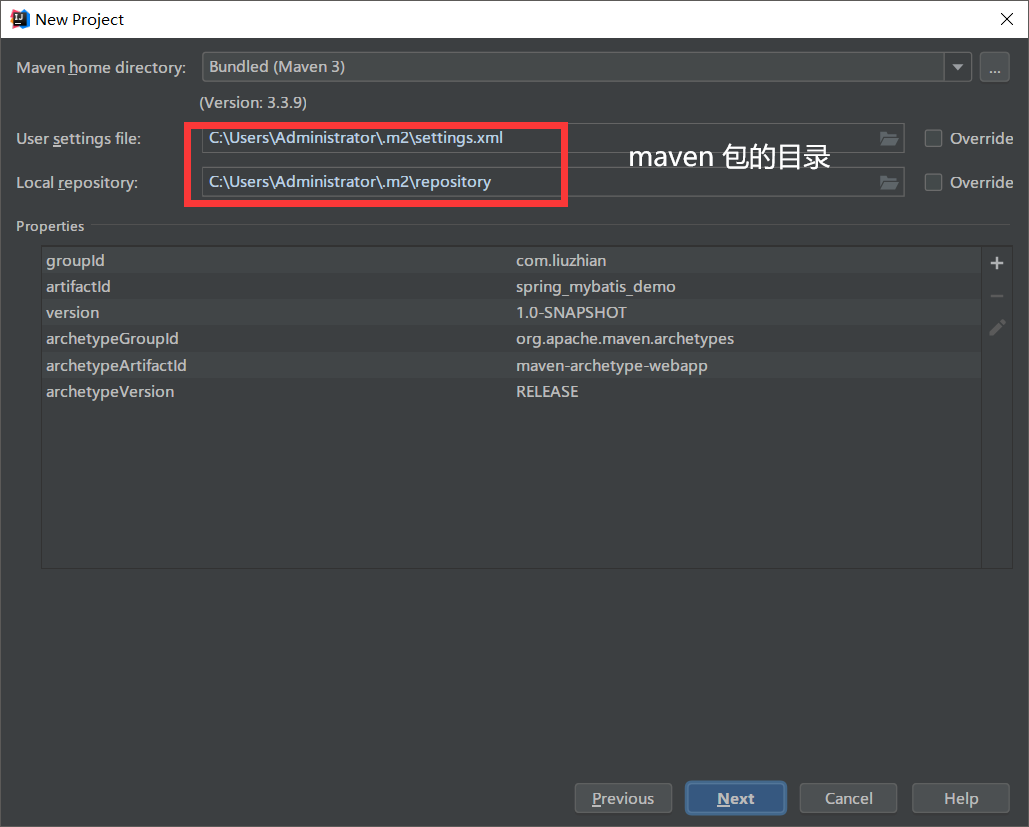 New Project
Maven home directory: Bundled (Maven 3) ...
(Version: 3.3.9)
User settings file: C:\Users\Administrator\.m2\settings.xml Override
maven 包的目录
Local repository: C:\Users\Administrator\.m2\repository Override
Properties
groupId com.liuzhian
artifactId spring_mybatis_demo
version 1.0-SNAPSHOT
archetypeGroupId org.apache.maven.archetypes
archetypeArtifactId maven-archetype-webapp
archetypeVersion RELEASE
Previous Next Cancel Help